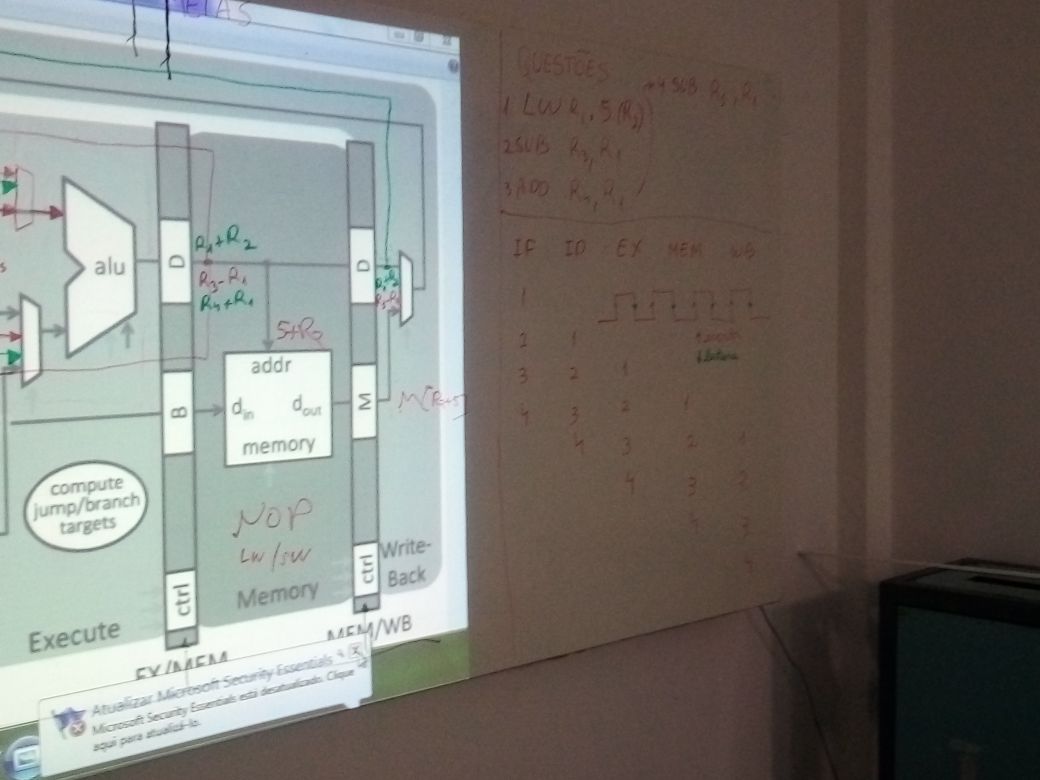 QUESTÕES
1 LW R1, 5(R2)
2 SUB R3, R1
3 ADD R4, R1
→ 4 SUB R5, R1
IF ID EX MEM WB
1
2 1
3 2 1
4 3 2 1
4 3 2 1
4 3 2
4 3
4
alu
D
R1+R2
R3-R1
R4+R1
5+R2
addr
din
dout
memory
B
D
M
compute
jump/branch
targets
NOP
LW/SW
Memory
Write-
Back
ctrl
ctrl
Execute
EX/MEM
MEM/WB
Atualizar Microsoft Security Essentials
Microsoft Security Essentials está desatualizado. Clique
aqui para atualizá-lo.